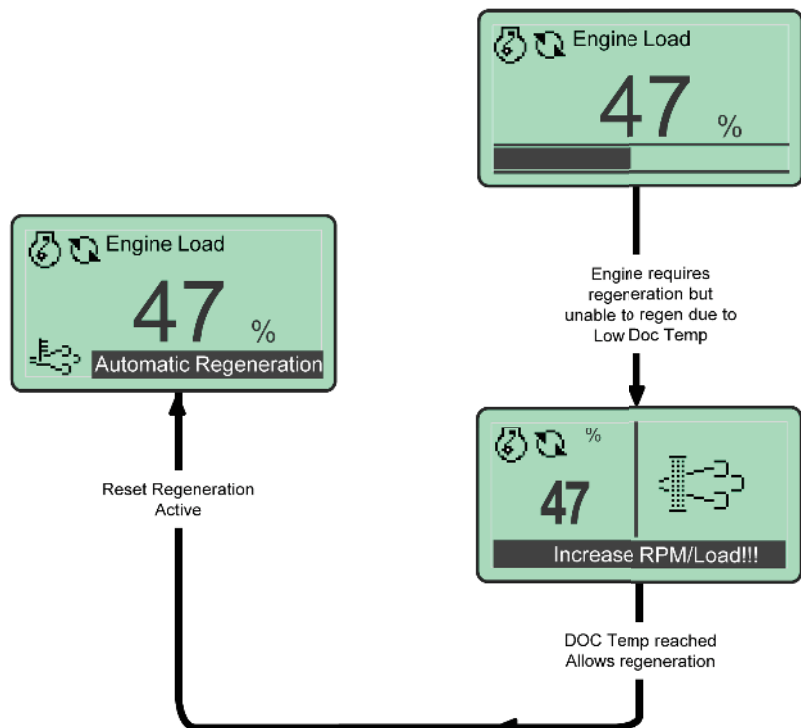 Engine Load
47 %
Engine requires
regeneration but
unable to regen due to
Low Doc Temp
%
47
Increase RPM/Load!!!
DOC Temp reached
Allows regeneration
Reset Regeneration
Active
Engine Load
47 %
Automatic Regeneration